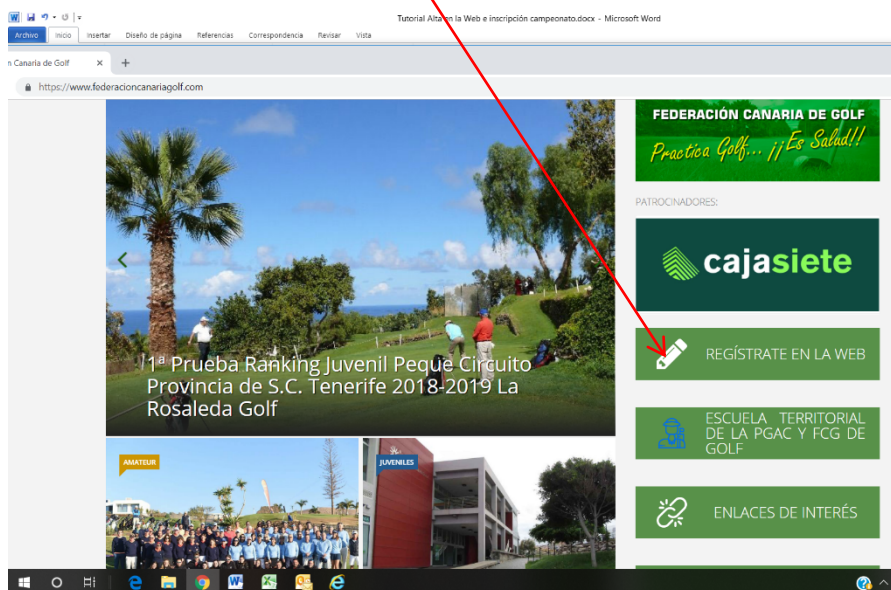 Tutorial Alta en la Web e inscripción campeonato.docx - Microsoft Word
Archivo Inicio Insertar Diseño de página Referencias Correspondencia Revisar Vista
n Canaria de Golf × +
https://www.federacioncanariagolf.com
FEDERACIÓN CANARIA DE GOLF
Practica Golf... ¡¡Es Salud!!
PATROCINADORES:
cajasiete
1ª Prueba Ranking Juvenil Peque Circuito
Provincia de S.C. Tenerife 2018-2019 La
Rosaleda Golf
REGÍSTRATE EN LA WEB
ESCUELA TERRITORIAL
DE LA PGAC Y FCG DE
GOLF
AMATEUR
JUVENILES
ENLACES DE INTERÉS